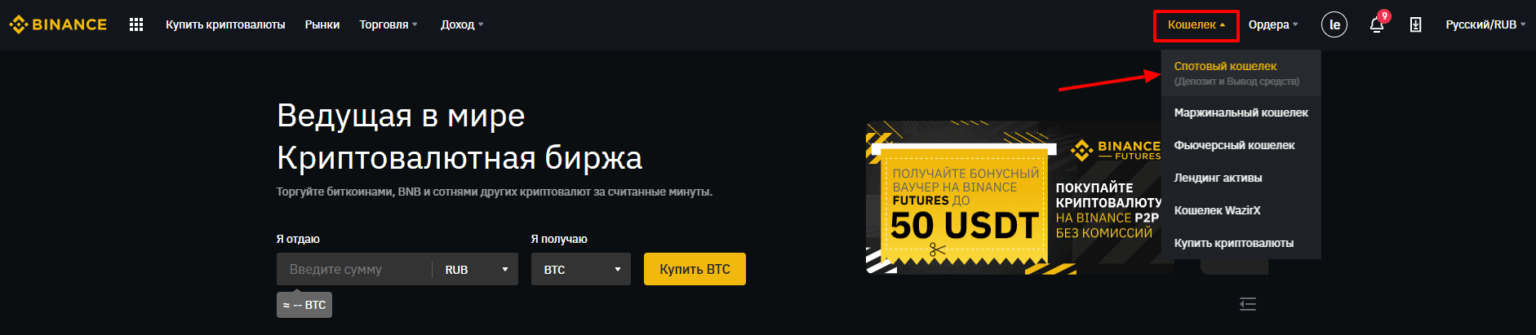 BINANCE
Купить криптовалюты
Рынки
Торговля
Доход
Кошелек
Ордера
le
9
Русский/RUB
Спотовый кошелек
(Депозит и Вывод средств)
Маржинальный кошелек
Фьючерсный кошелек
Лендинг активы
Кошелек WazirX
Купить криптовалюты
Ведущая в мире
Криптовалютная биржа
Торгуйте биткоинами, BNB и сотнями других криптовалют за считанные минуты.
Я отдаю
Я получаю
Введите сумму
RUB
BTC
Купить BTC
≈ -- BTC
ПОЛУЧАЙТЕ БОНУСНЫЙ
ВАУЧЕР НА BINANCE
FUTURES ДО
50 USDT
BINANCE
FUTURES
ПОКУПАЙТЕ
КРИПТОВАЛЮТУ
НА BINANCE P2P
БЕЗ КОМИССИЙ